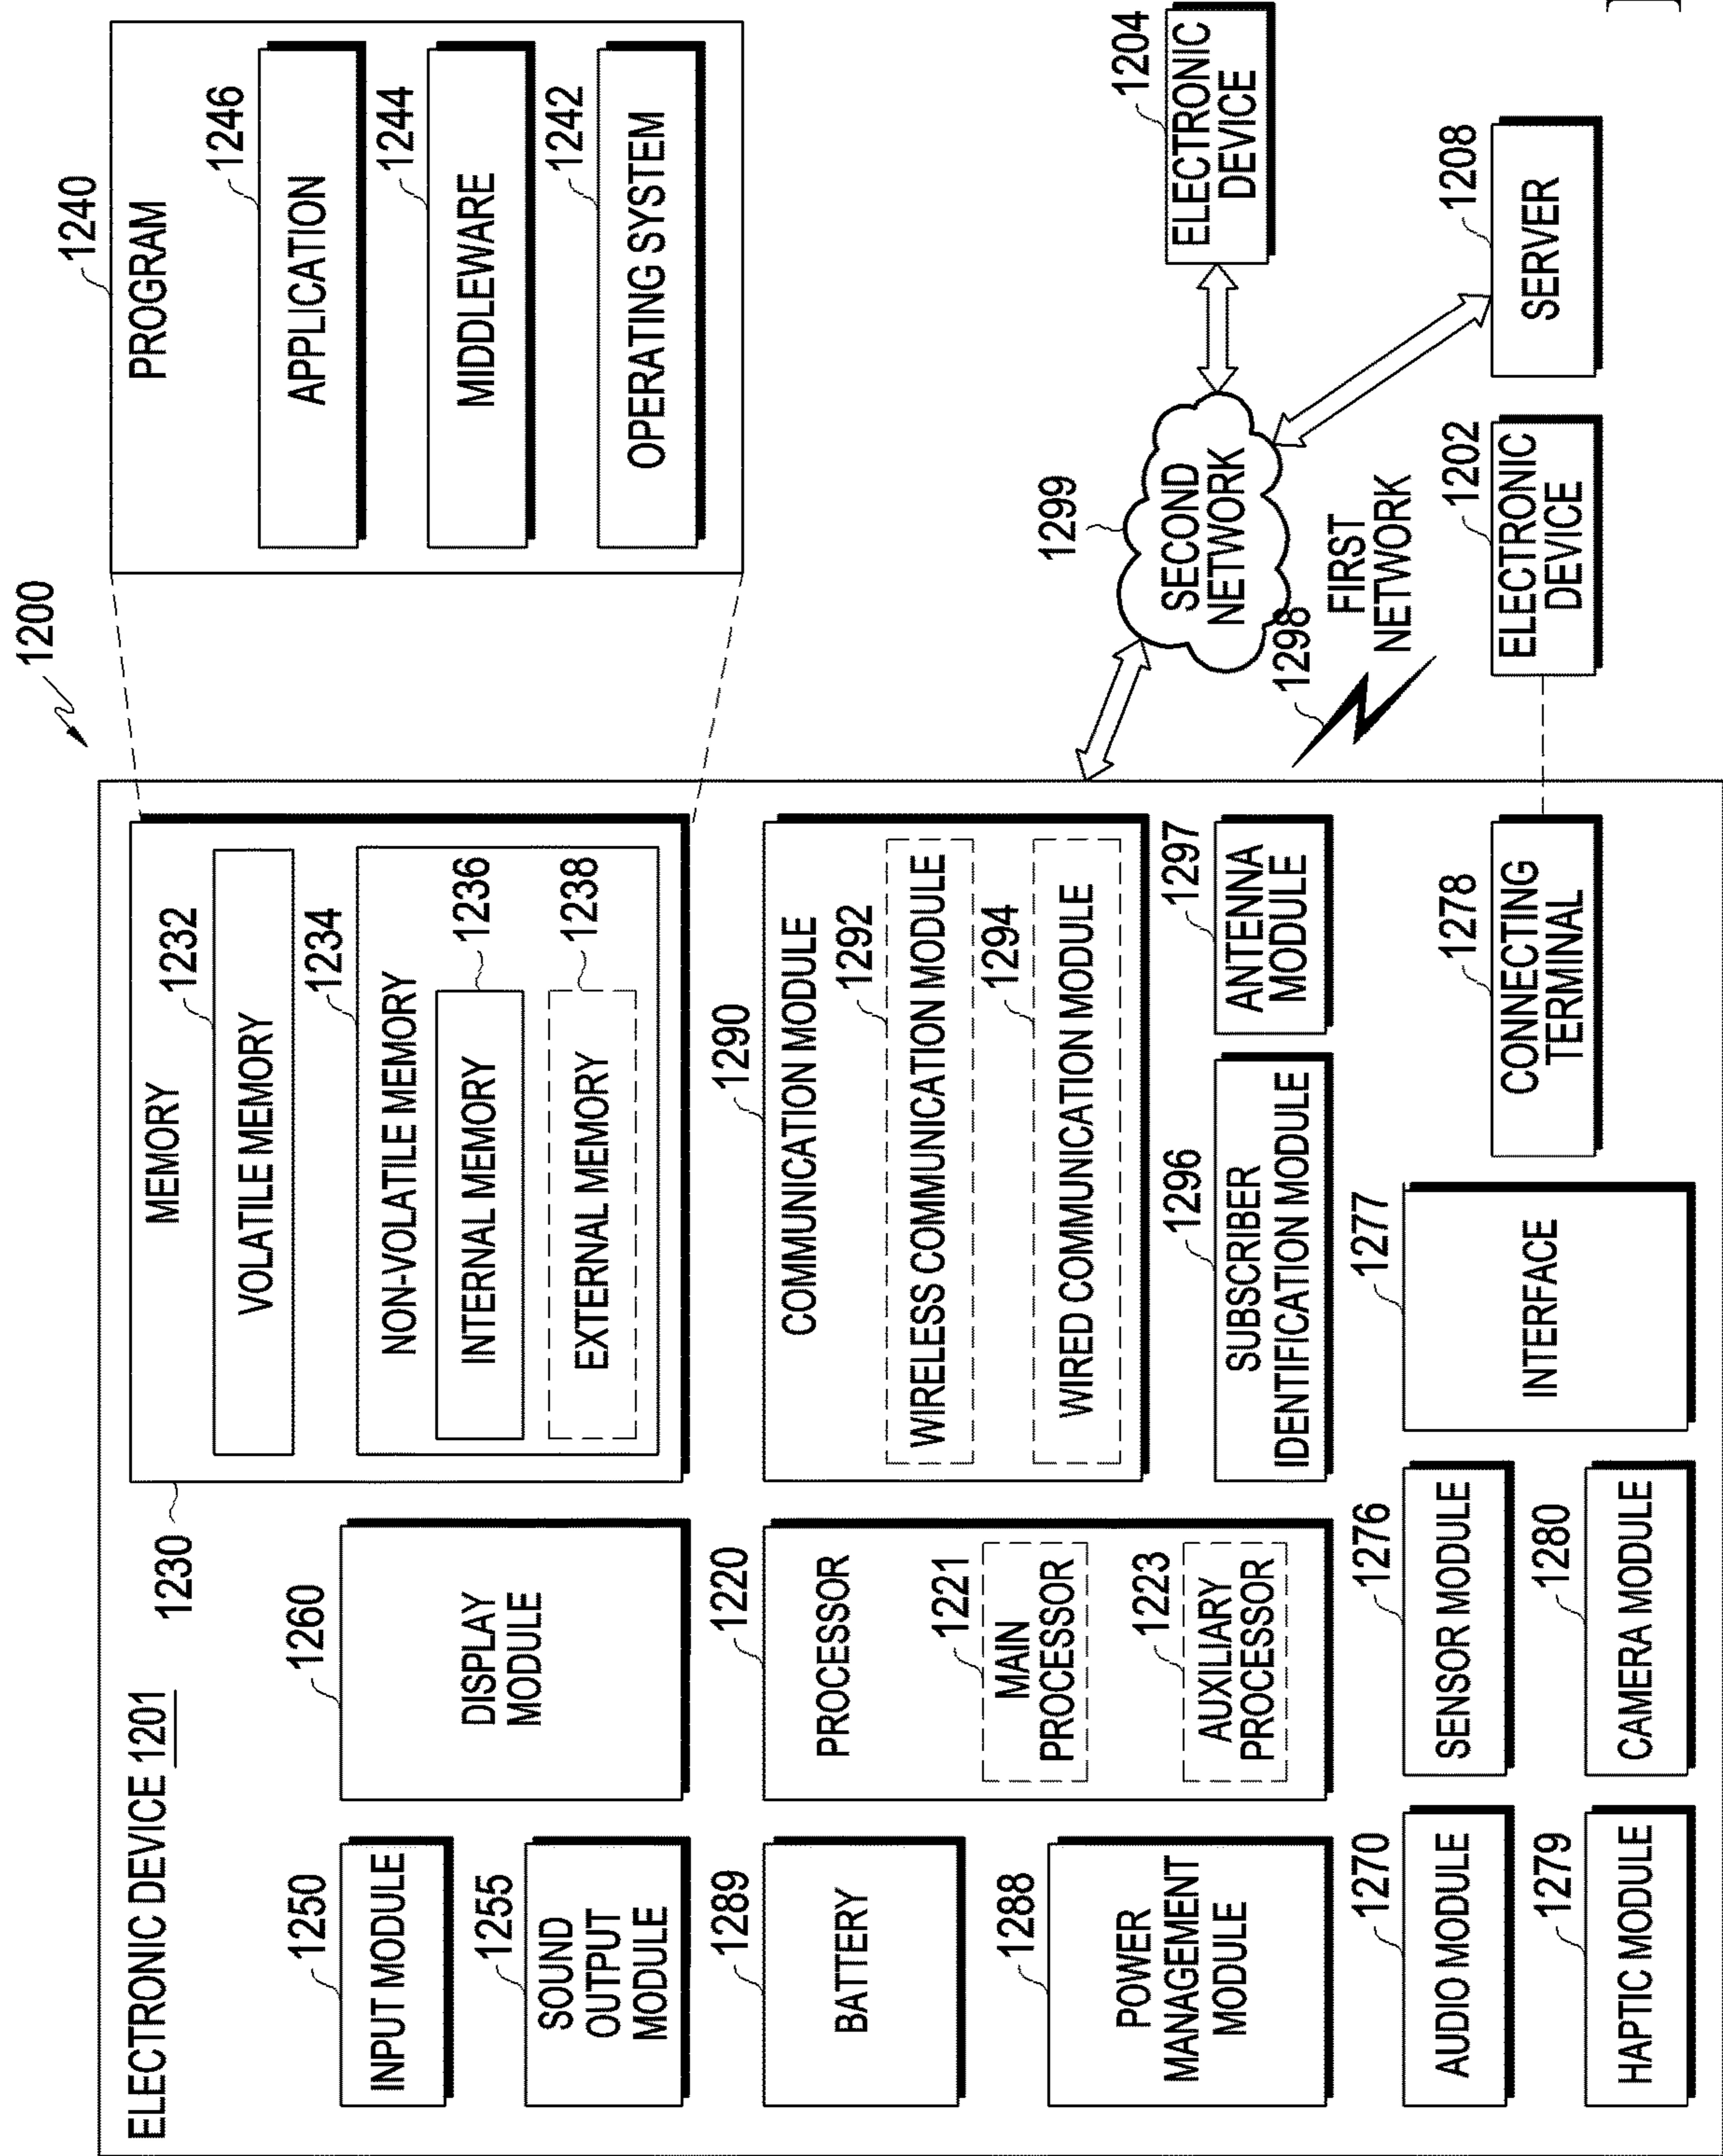 1200
ELECTRONIC DEVICE 1201
1250
INPUT MODULE
1255
SOUND
OUTPUT
MODULE
1260
DISPLAY
MODULE
1230
MEMORY
1232
VOLATILE MEMORY
1234
NON-VOLATILE MEMORY
1236
INTERNAL MEMORY
1238
EXTERNAL MEMORY
1240
PROGRAM
1246
APPLICATION
1244
MIDDLEWARE
1242
OPERATING SYSTEM
1289
BATTERY
1288
POWER
MANAGEMENT
MODULE
1220
PROCESSOR
1221
MAIN
PROCESSOR
1223
AUXILIARY
PROCESSOR
1290
COMMUNICATION MODULE
1292
WIRELESS COMMUNICATION MODULE
1294
WIRED COMMUNICATION MODULE
1296
SUBSCRIBER
IDENTIFICATION MODULE
1297
ANTENNA
MODULE
1270
AUDIO MODULE
1276
SENSOR MODULE
1277
INTERFACE
1278
CONNECTING
TERMINAL
1279
HAPTIC MODULE
1280
CAMERA MODULE
1299
SECOND
NETWORK
1298
FIRST
NETWORK
1204
ELECTRONIC
DEVICE
1202
ELECTRONIC
DEVICE
1208
SERVER